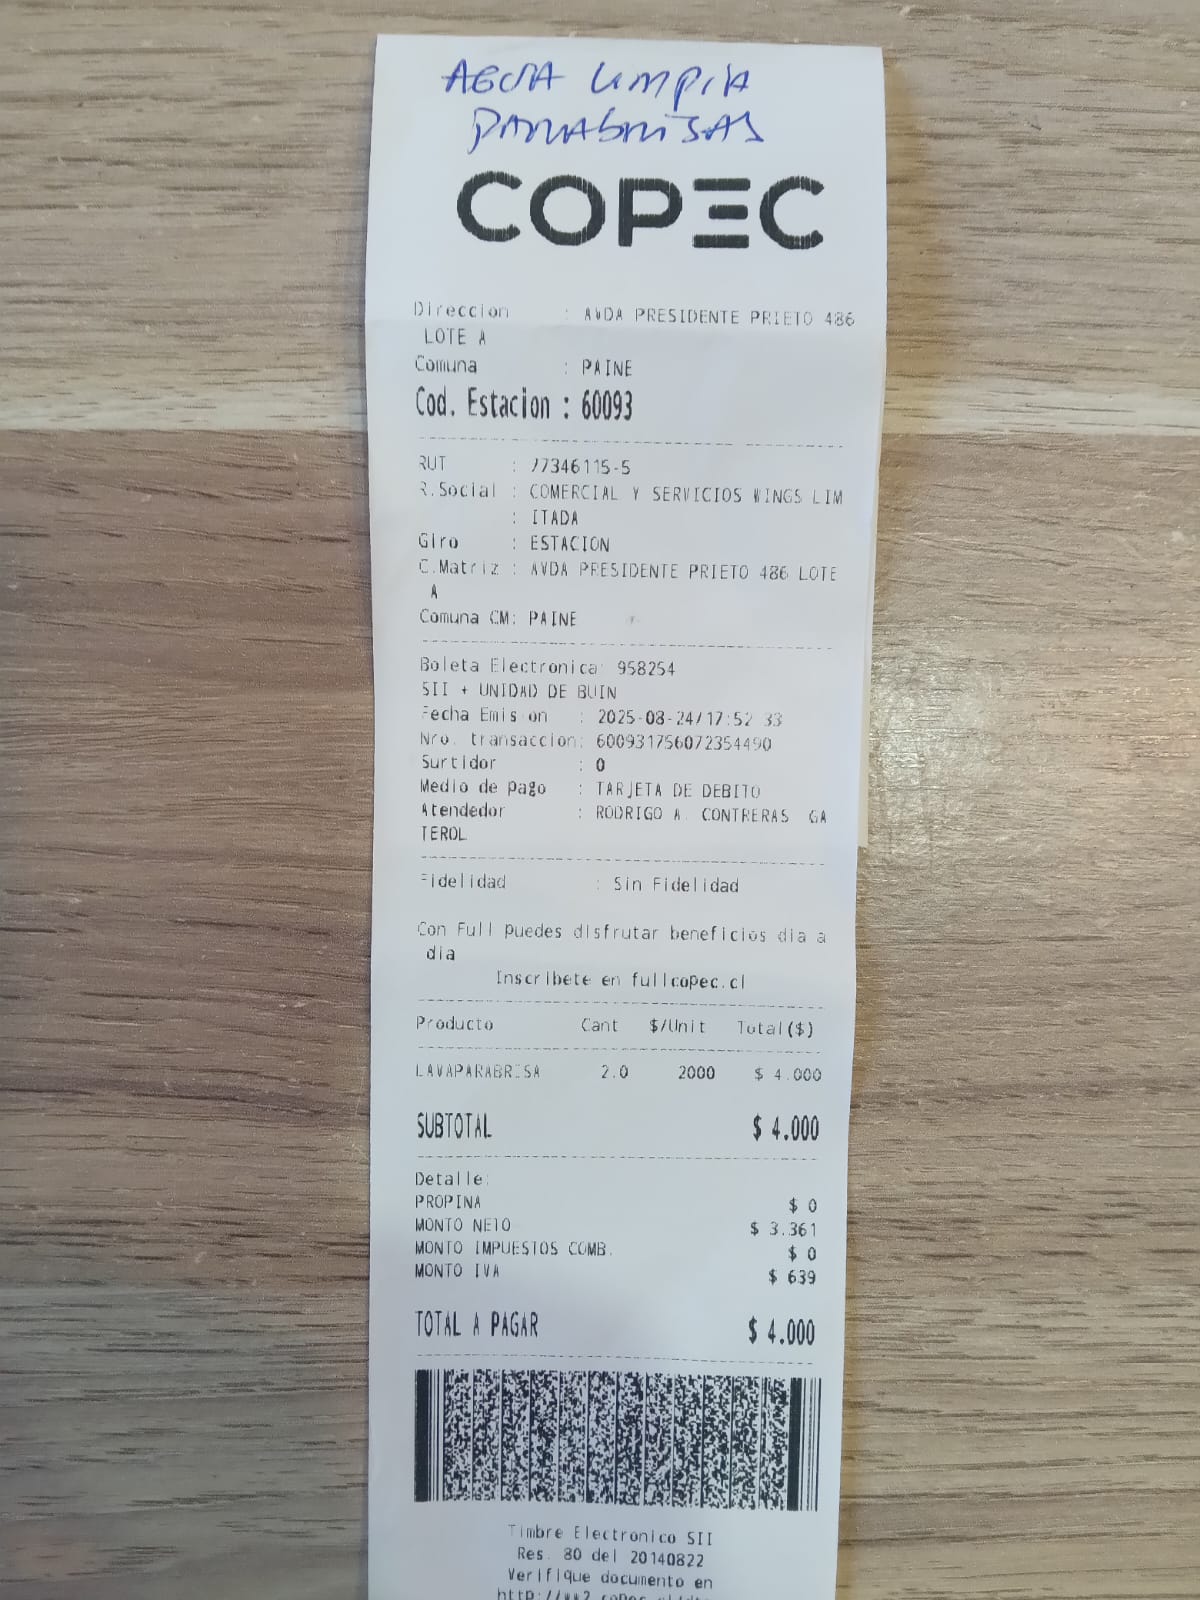 AGUA LIMPIA
PARABRISAS
COPEC
Direccion : AVDA PRESIDENTE PRIETO 486
LOTE A
Comuna : PAINE
Cod. Estacion : 60093
RUT : 77346115-5
R.Social : COMERCIAL Y SERVICIOS WINGS LIM
: ITADA
Giro : ESTACION
C.Matriz : AVDA PRESIDENTE PRIETO 486 LOTE
A
Comuna CM: PAINE
Boleta Electronica: 958254
SII + UNIDAD DE BUIN
Fecha Emision : 2025-08-24/17:52:33
Nro. transaccion: 600931756072354490
Surtidor : 0
Medio de pago : TARJETA DE DEBITO
Atendedor : RODRIGO A. CONTRERAS GA
TEROL
Fidelidad : Sin Fidelidad
Con Full puedes disfrutar beneficios dia a
dia
Inscribete en fullcopec.cl
Producto Cant $/Unit Total($)
LAVAPARABRISA 2.0 2000 $ 4.000
SUBTOTAL $ 4.000
Detalle:
PROPINA $ 0
MONTO NETO $ 3.361
MONTO IMPUESTOS COMB. $ 0
MONTO IVA $ 639
TOTAL A PAGAR $ 4.000
Timbre Electronico SII
Res. 80 del 20140822
Verifique documento en